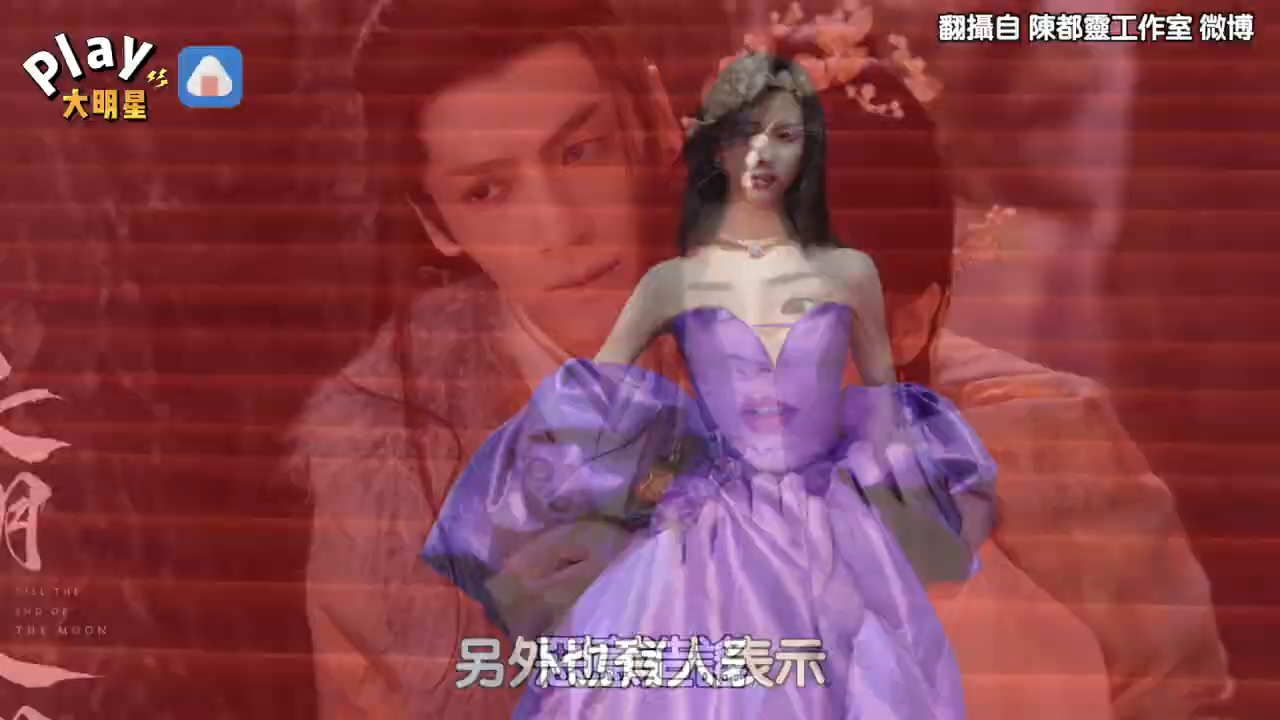 Play
大明星
翻攝自 陳都靈工作室 微博
月
TILL THE
END OF
THE MOON
另外也有人表示